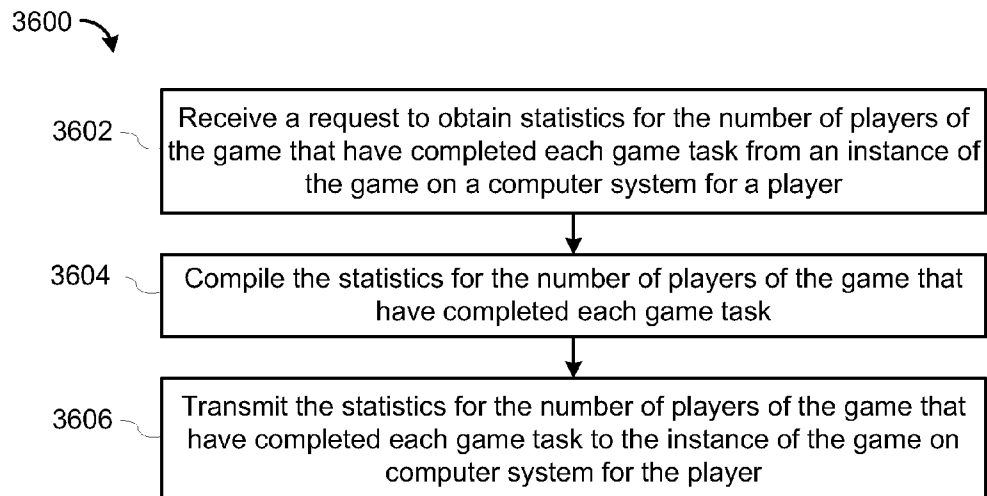 3600
3602
Receive a request to obtain statistics for the number of players of
the game that have completed each game task from an instance of
the game on a computer system for a player
3604
Compile the statistics for the number of players of the game that
have completed each game task
3606
Transmit the statistics for the number of players of the game that
have completed each game task to the instance of the game on
computer system for the player